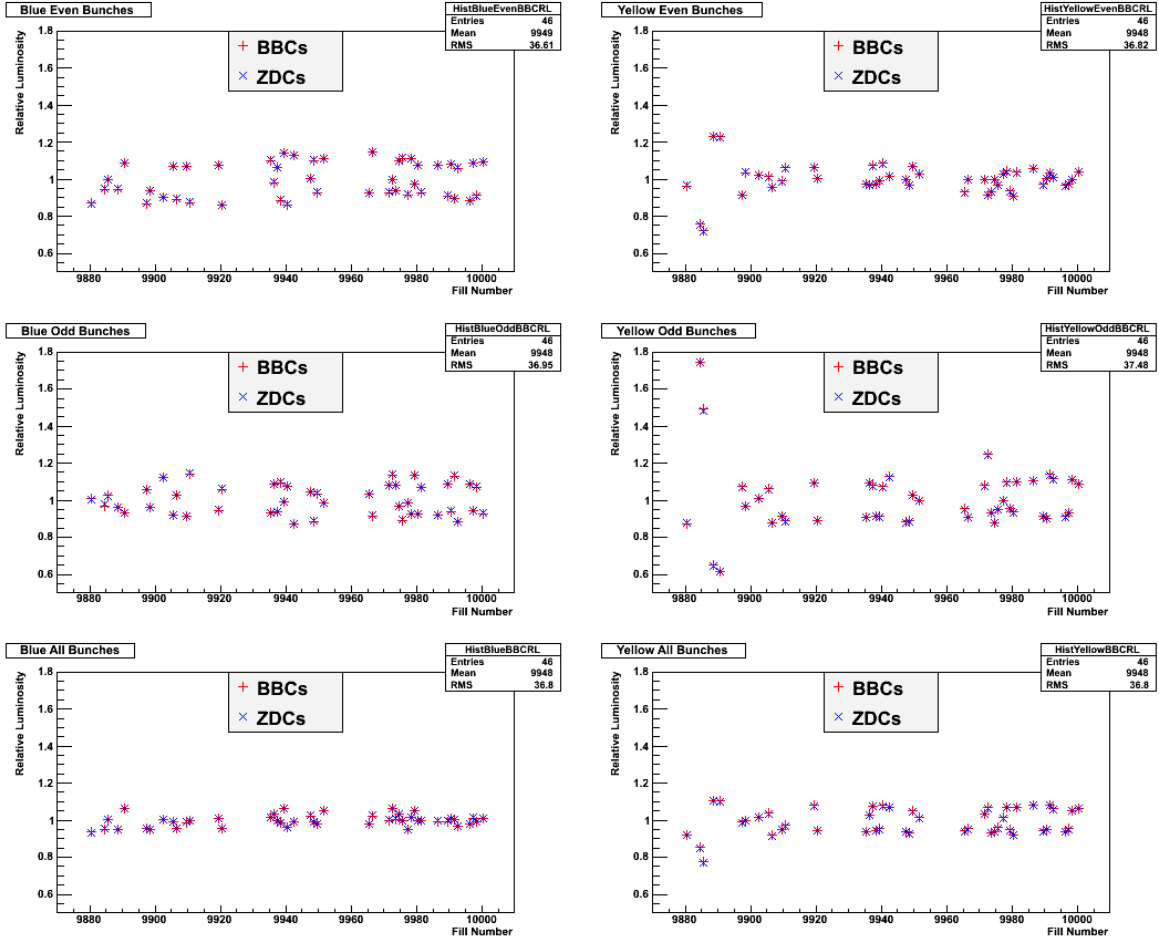 Blue Even Bunches
HistBlueEvenBBCRL
Entries 46
Mean 9949
RMS 36.61
Relative Luminosity
1.8
1.6
1.4
1.2
1
0.8
0.6
BBCs
ZDCs
9880 9900 9920 9940 9960 9980 10000
Fill Number
Yellow Even Bunches
HistYellowEvenBBCRL
Entries 46
Mean 9948
RMS 36.82
Relative Luminosity
1.8
1.6
1.4
1.2
1
0.8
0.6
BBCs
ZDCs
9880 9900 9920 9940 9960 9980 10000
Fill Number
Blue Odd Bunches
HistBlueOddBBCRL
Entries 46
Mean 9948
RMS 36.95
Relative Luminosity
1.8
1.6
1.4
1.2
1
0.8
0.6
BBCs
ZDCs
9880 9900 9920 9940 9960 9980 10000
Fill Number
Yellow Odd Bunches
HistYellowOddBBCRL
Entries 46
Mean 9948
RMS 37.48
Relative Luminosity
1.8
1.6
1.4
1.2
1
0.8
0.6
BBCs
ZDCs
9880 9900 9920 9940 9960 9980 10000
Fill Number
Blue All Bunches
HistBlueBBCRL
Entries 46
Mean 9948
RMS 36.8
Relative Luminosity
1.8
1.6
1.4
1.2
1
0.8
0.6
BBCs
ZDCs
9880 9900 9920 9940 9960 9980 10000
Fill Number
Yellow All Bunches
HistYellowBBCRL
Entries 46
Mean 9948
RMS 36.8
Relative Luminosity
1.8
1.6
1.4
1.2
1
0.8
0.6
BBCs
ZDCs
9880 9900 9920 9940 9960 9980 10000
Fill Number